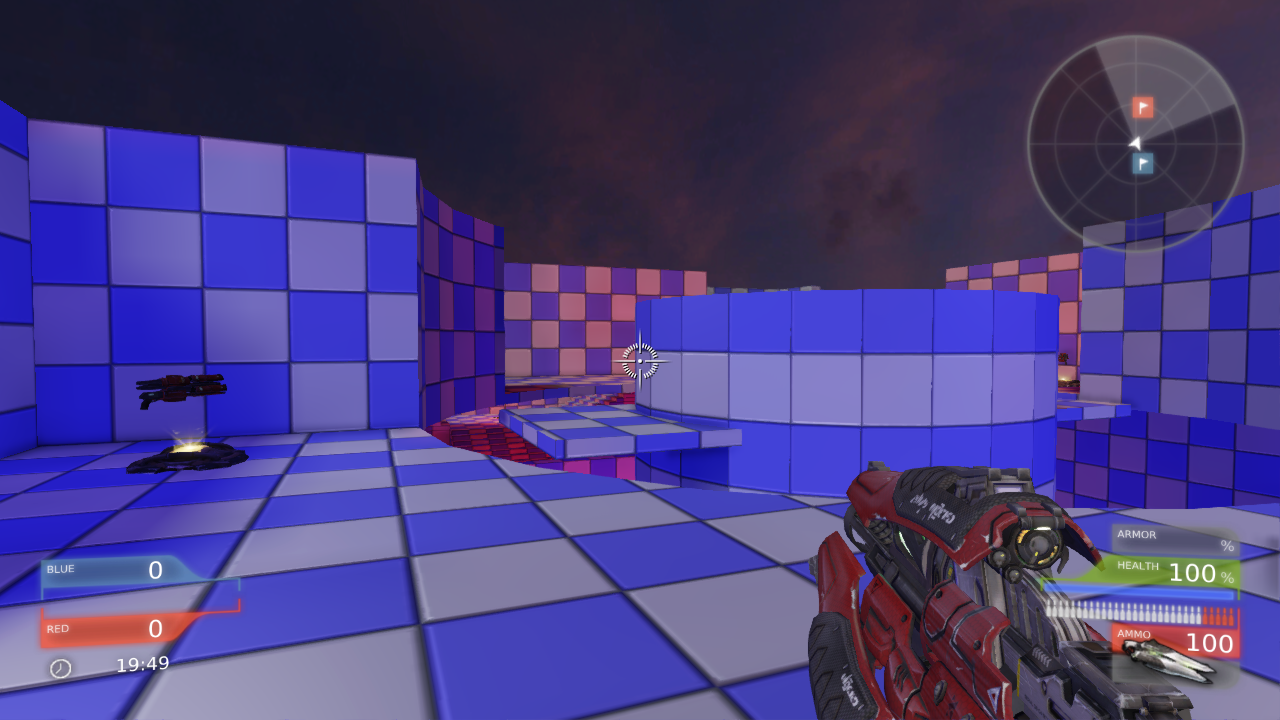 BLUE 0
RED 0
19:49
ARMOR %
HEALTH 100 %
AMMO 100